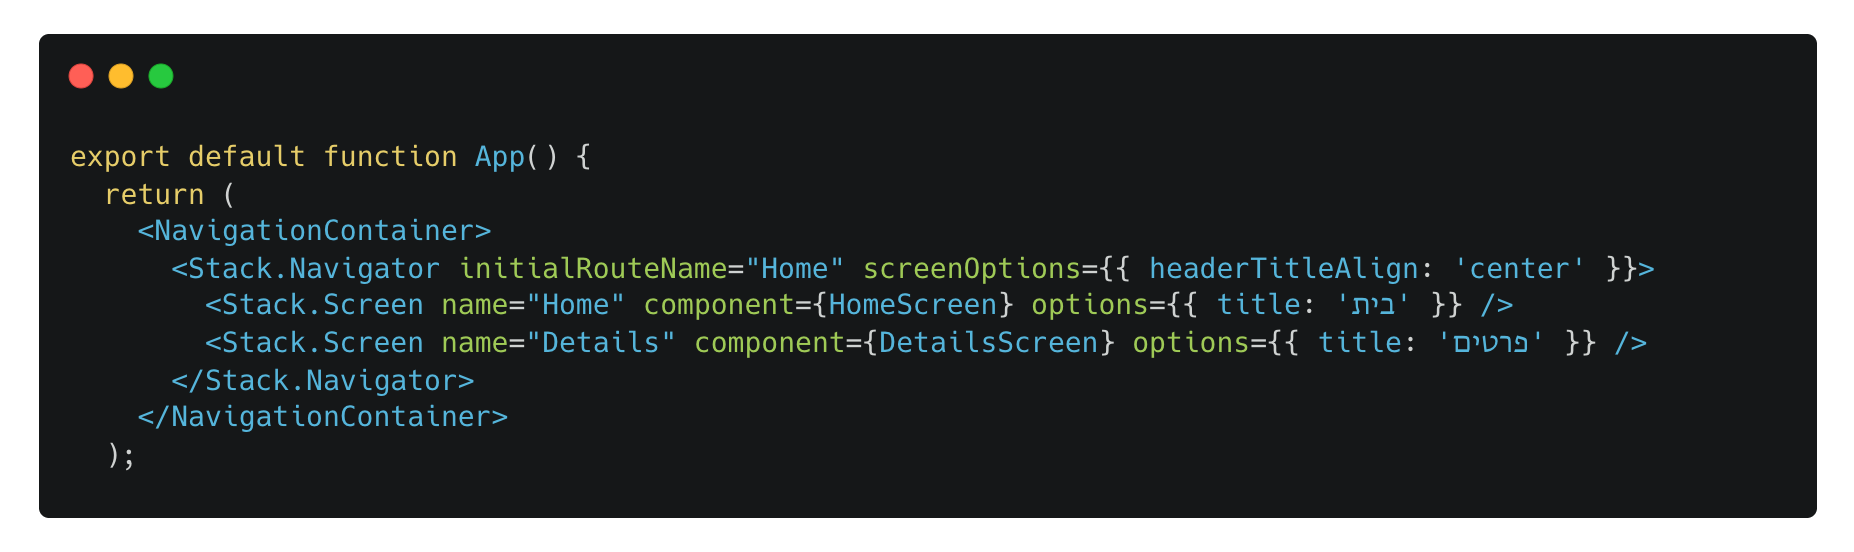 export default function App() {
  return (
    <NavigationContainer>
      <Stack.Navigator initialRouteName="Home" screenOptions={{ headerTitleAlign: 'center' }}>
        <Stack.Screen name="Home" component={HomeScreen} options={{ title: 'בית' }} />
        <Stack.Screen name="Details" component={DetailsScreen} options={{ title: 'פרטים' }} />
      </Stack.Navigator>
    </NavigationContainer>
  );